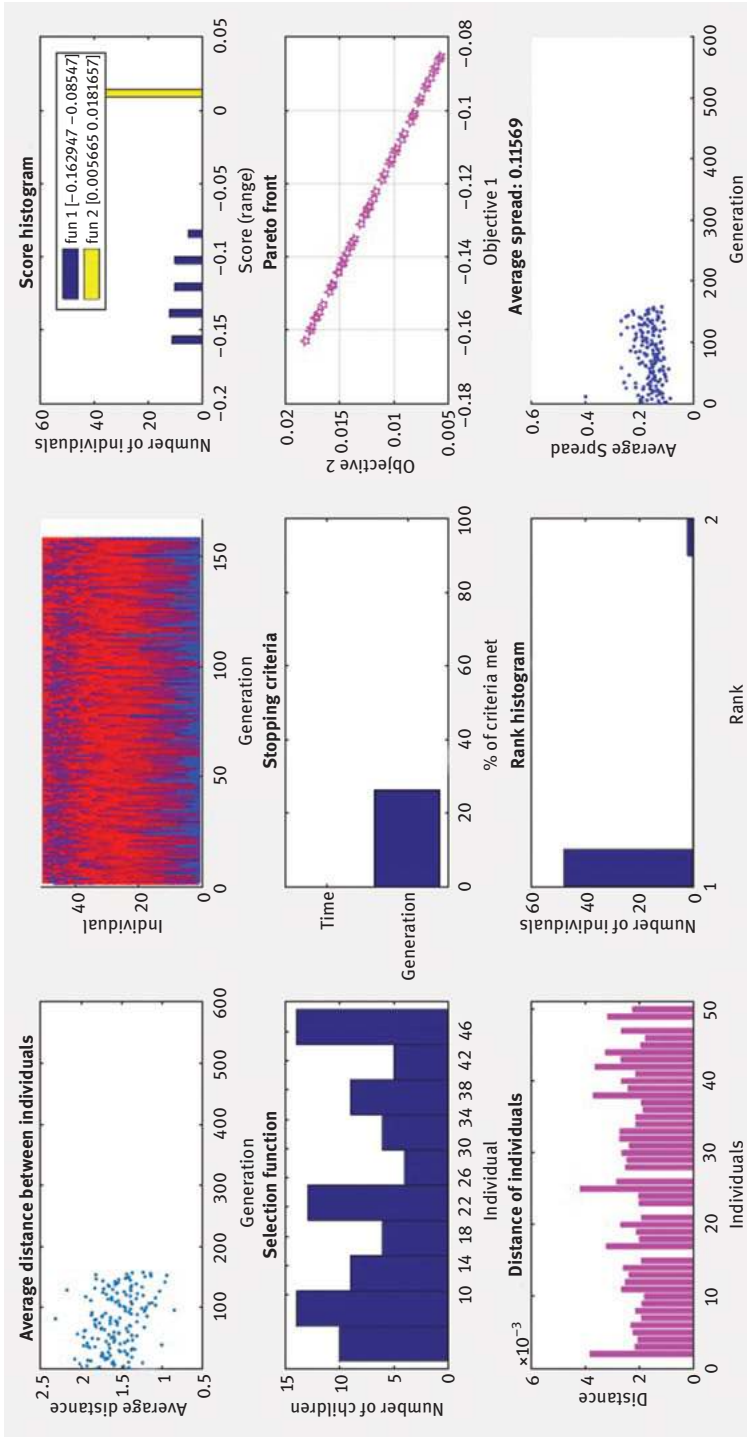 Average distance between individuals
Average distance
2.5
2
1.5
1
0.5
100
200
300
400
500
600
Generation
Individual
40
20
0
0
50
100
150
Generation
Score histogram
Number of individuals
60
40
20
0
fun 1 [−0.162947 −0.08547]
fun 2 [0.005665 0.0181657]
−0.2
−0.15
−0.1
−0.05
0
0.05
Score (range)
Selection function
Number of children
15
10
5
0
10
14
18
22
26
30
34
38
42
46
Individual
Stopping criteria
Time
Generation
0
20
40
60
80
100
% of criteria met
Pareto front
Objective 2
0.02
0.015
0.01
0.005
−0.18
−0.16
−0.14
−0.12
−0.1
−0.08
Objective 1
Distance of individuals
×10−3
Distance
6
4
2
0
0
10
20
30
40
50
Individuals
Rank histogram
Number of individuals
60
40
20
0
1
2
Rank
Average spread: 0.11569
Average Spread
0.6
0.4
0.2
0
0
100
200
300
400
500
600
Generation